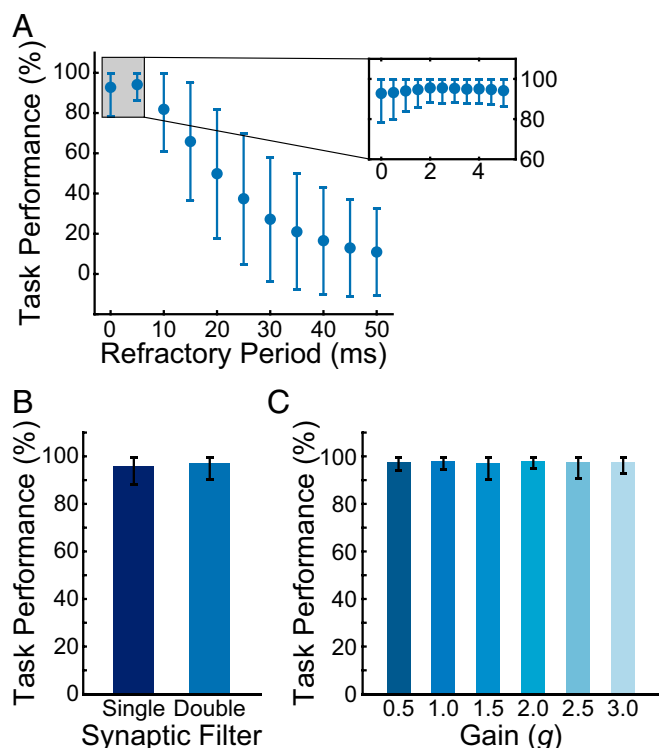 A
Task Performance (%)
100
80
60
40
20
0
0 10 20 30 40 50
Refractory Period (ms)
100
80
60
0 2 4
B
Task Performance (%)
100
80
60
40
20
0
Single Double
Synaptic Filter
C
Task Performance (%)
100
80
60
40
20
0
0.5 1.0 1.5 2.0 2.5 3.0
Gain (g)